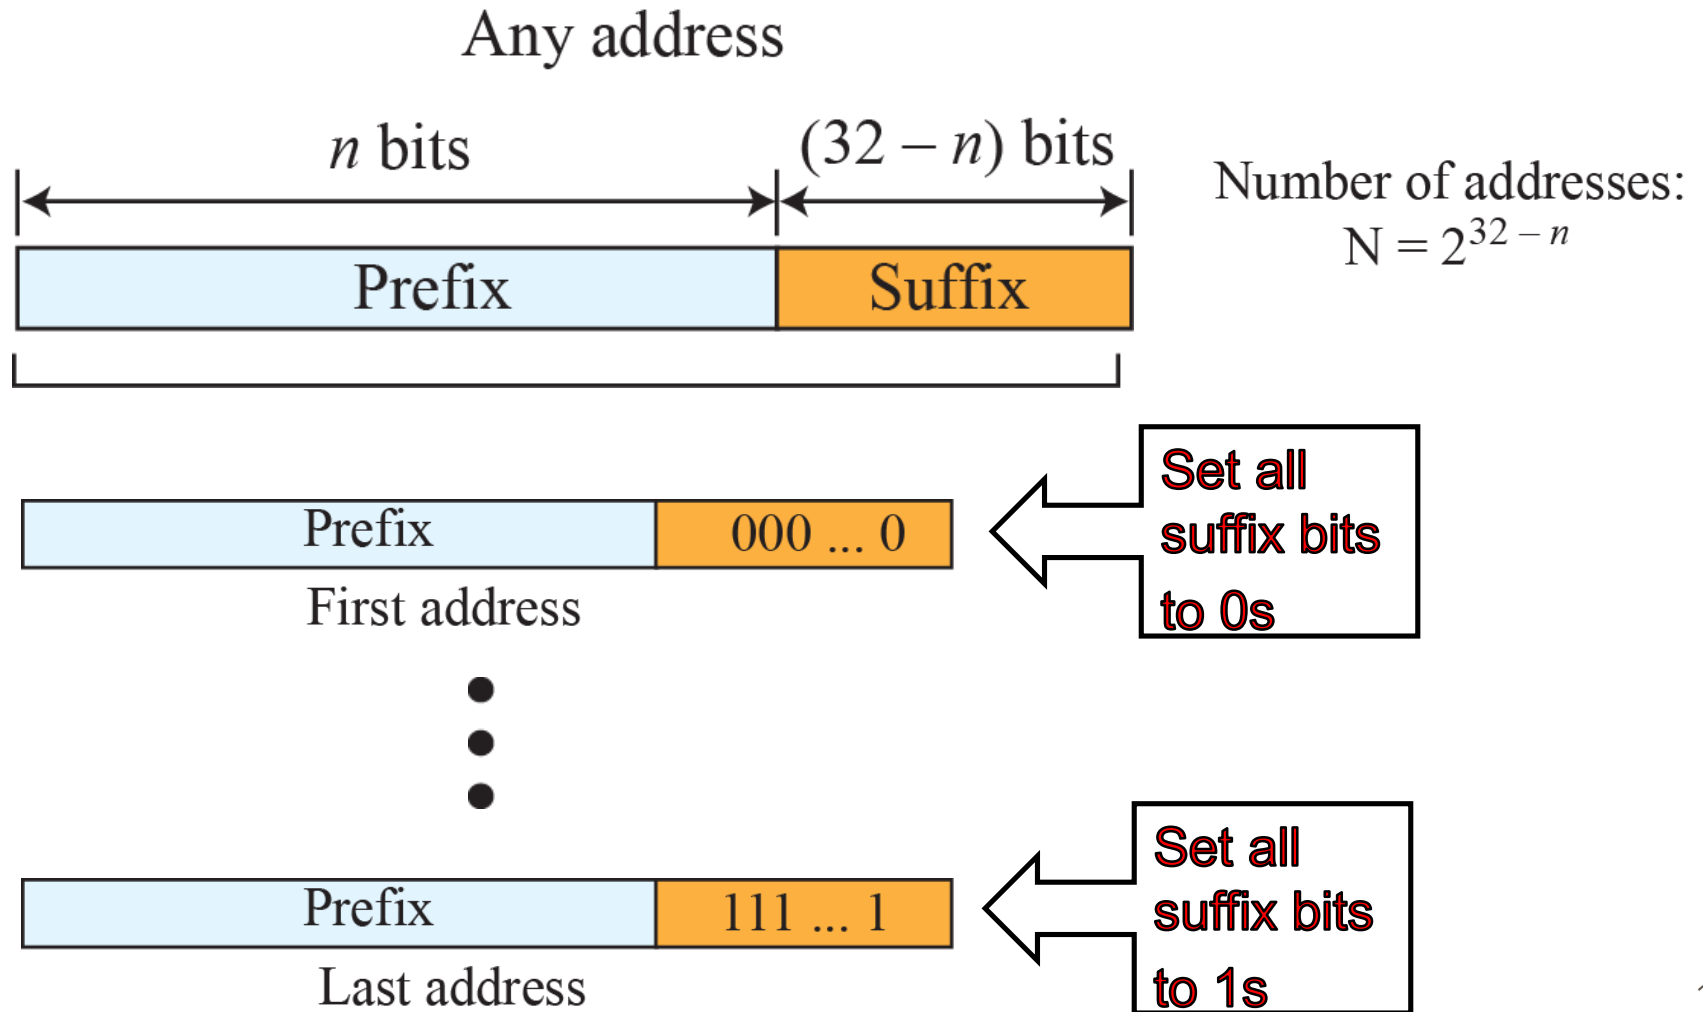 Any address
n bits
(32 – n) bits
Number of addresses:
N = 2^{32 – n}
Prefix
Suffix
Prefix
000 ... 0
First address
Set all
suffix bits
to 0s
Prefix
111 ... 1
Last address
Set all
suffix bits
to 1s